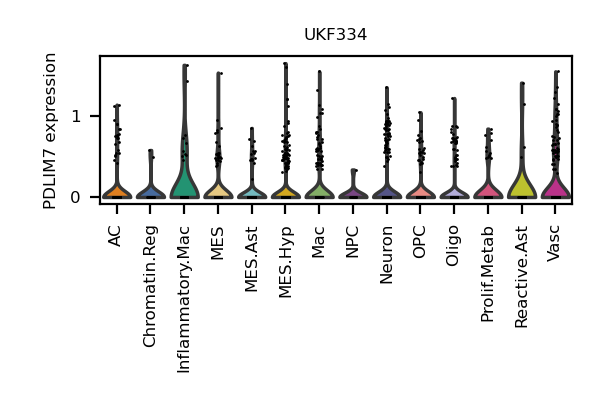 UKF334
PDLIM7 expression
1
0
AC
Chromatin.Reg
Inflammatory.Mac
MES
MES.Ast
MES.Hyp
Mac
NPC
Neuron
OPC
Oligo
Prolif.Metab
Reactive.Ast
Vasc